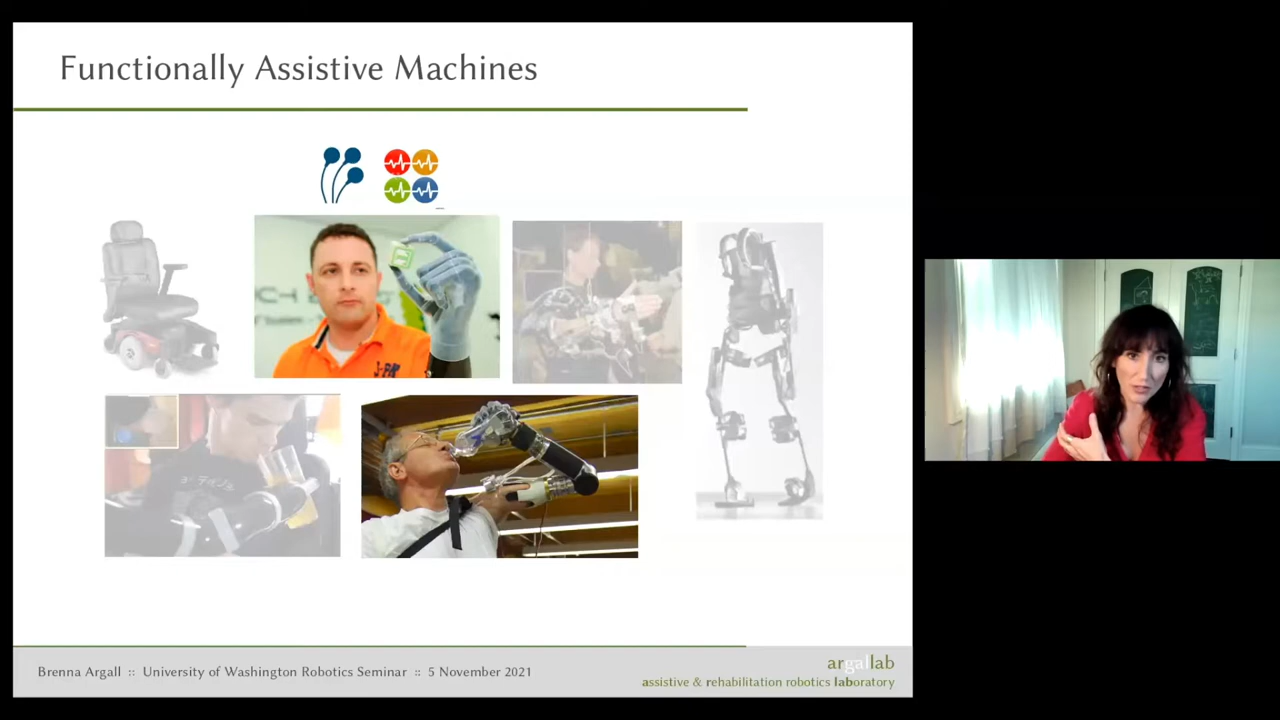 Functionally Assistive Machines
Brenna Argall :: University of Washington Robotics Seminar :: 5 November 2021
argallab
assistive & rehabilitation robotics laboratory